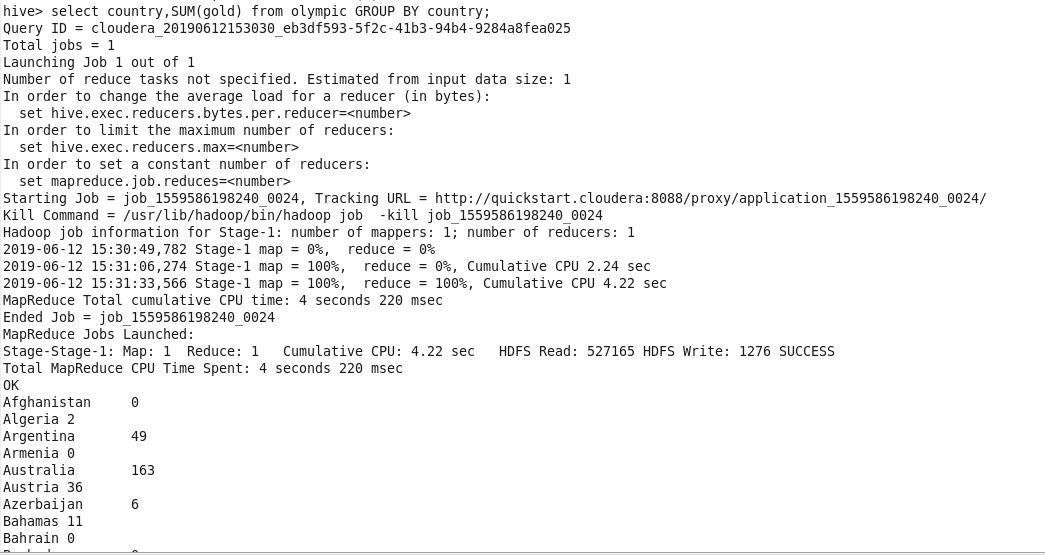 hive> select country,SUM(gold) from olympic GROUP BY country;
Query ID = cloudera_20190612153030_eb3df593-5f2c-41b3-94b4-9284a8fea025
Total jobs = 1
Launching Job 1 out of 1
Number of reduce tasks not specified. Estimated from input data size: 1
In order to change the average load for a reducer (in bytes):
  set hive.exec.reducers.bytes.per.reducer=<number>
In order to limit the maximum number of reducers:
  set hive.exec.reducers.max=<number>
In order to set a constant number of reducers:
  set mapreduce.job.reduces=<number>
Starting Job = job_1559586198240_0024, Tracking URL = http://quickstart.cloudera:8088/proxy/application_1559586198240_0024/
Kill Command = /usr/lib/hadoop/bin/hadoop job  -kill job_1559586198240_0024
Hadoop job information for Stage-1: number of mappers: 1; number of reducers: 1
2019-06-12 15:30:49,782 Stage-1 map = 0%,  reduce = 0%
2019-06-12 15:31:06,274 Stage-1 map = 100%,  reduce = 0%, Cumulative CPU 2.24 sec
2019-06-12 15:31:33,566 Stage-1 map = 100%,  reduce = 100%, Cumulative CPU 4.22 sec
MapReduce Total cumulative CPU time: 4 seconds 220 msec
Ended Job = job_1559586198240_0024
MapReduce Jobs Launched:
Stage-Stage-1: Map: 1  Reduce: 1   Cumulative CPU: 4.22 sec   HDFS Read: 527165 HDFS Write: 1276 SUCCESS
Total MapReduce CPU Time Spent: 4 seconds 220 msec
OK
Afghanistan     0
Algeria 2
Argentina       49
Armenia 0
Australia       163
Austria 36
Azerbaijan      6
Bahamas 11
Bahrain 0